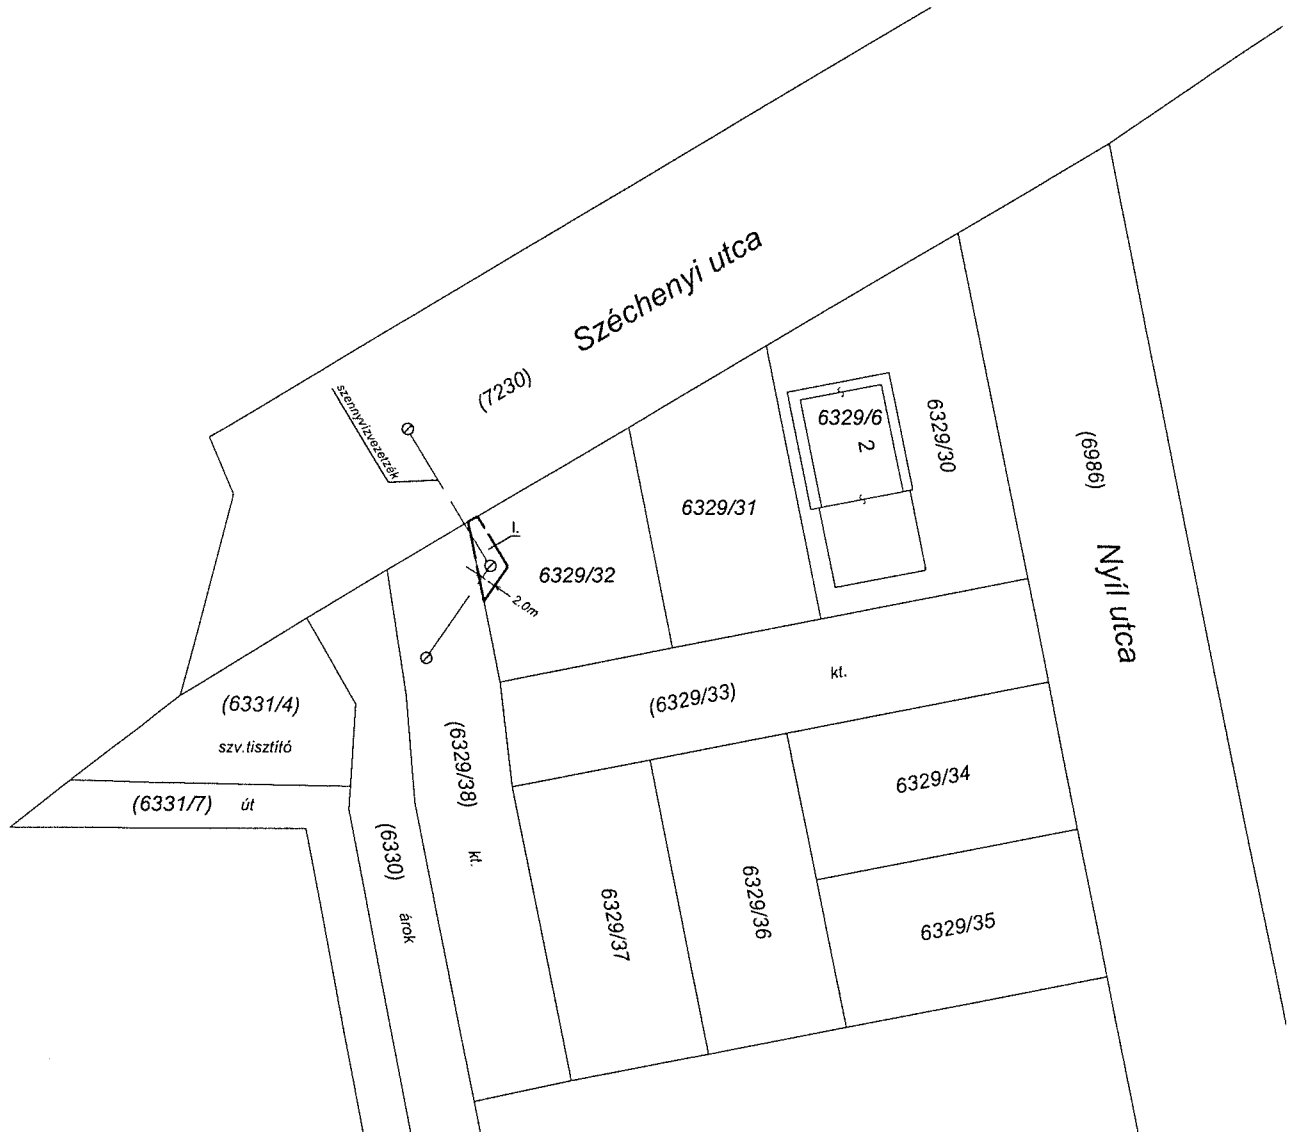 Széchenyi utca
(7230)
szennyvízvezetzék
6329/6
2
6329/30
(6986)
6329/31
I.
6329/32
2.0m
Nyíl utca
kt.
(6329/33)
(6331/4)
szv.tisztító
(6331/7) út
(6329/38)
kt.
6329/34
(6330)
árok
6329/37
6329/36
6329/35